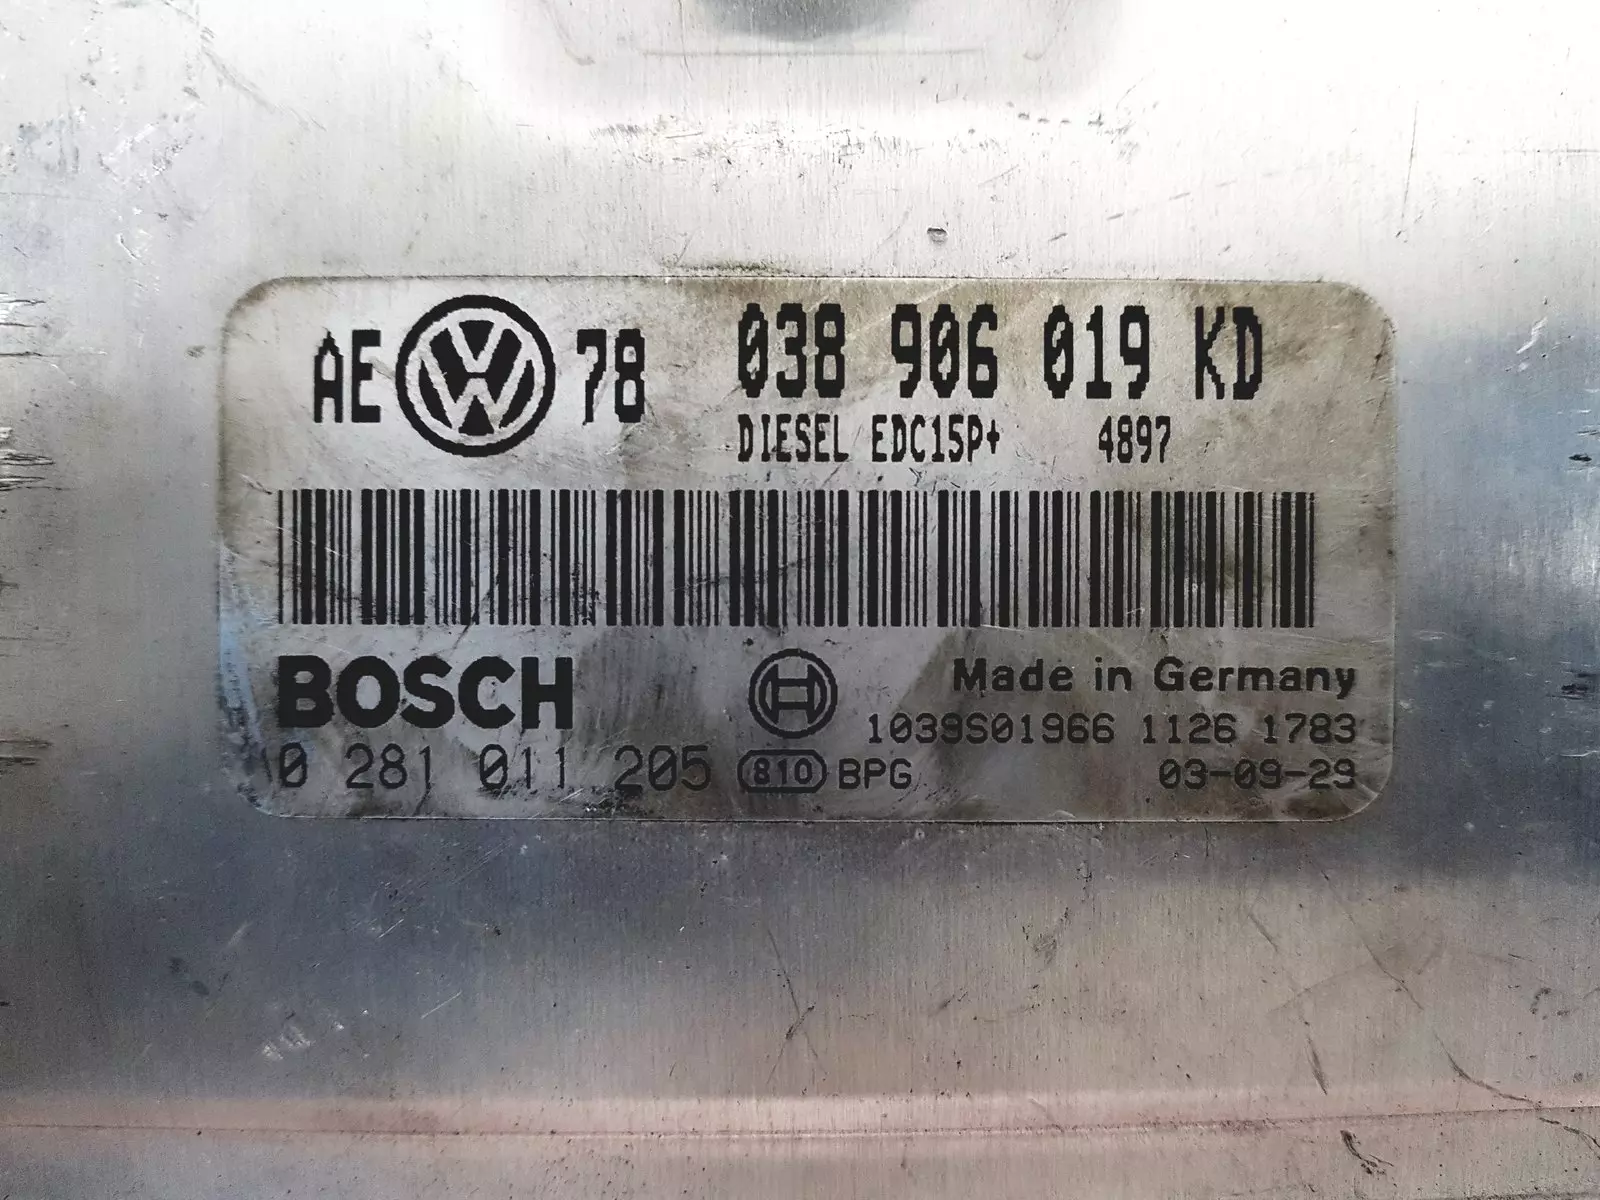 AE 78 038 906 019 KD
DIESEL EDC15P+ 4897
BOSCH
Made in Germany
1039S01966 1126 1783
0 281 011 205 810 BPG 03-09-29